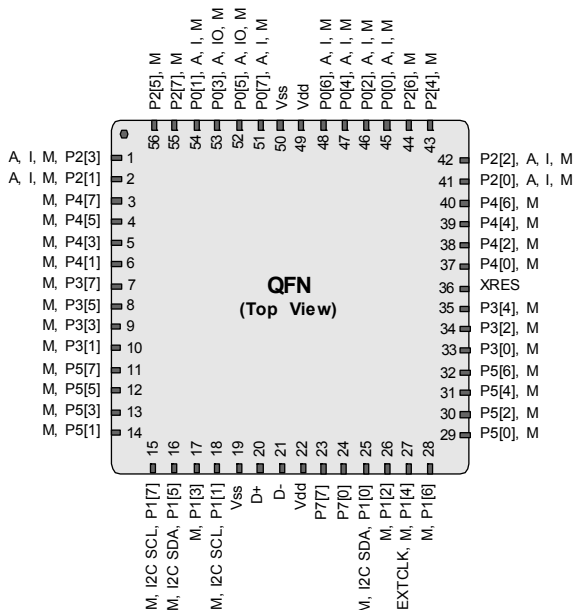 P2[5], M
P2[7], M
P0[1], A, I, M
P0[3], A, IO, M
P0[5], A, IO, M
P0[7], A, I, M
Vss
Vdd
P0[6], A, I, M
P0[4], A, I, M
P0[2], A, I, M
P0[0], A, I, M
P2[6], M
P2[4], M
56
55
54
53
52
51
50
49
48
47
46
45
44
43
A, I, M, P2[3] 1
A, I, M, P2[1] 2
M, P4[7] 3
M, P4[5] 4
M, P4[3] 5
M, P4[1] 6
M, P3[7] 7
M, P3[5] 8
M, P3[3] 9
M, P3[1] 10
M, P5[7] 11
M, P5[5] 12
M, P5[3] 13
M, P5[1] 14
QFN
(Top View)
42 P2[2], A, I, M
41 P2[0], A, I, M
40 P4[6], M
39 P4[4], M
38 P4[2], M
37 P4[0], M
36 XRES
35 P3[4], M
34 P3[2], M
33 P3[0], M
32 P5[6], M
31 P5[4], M
30 P5[2], M
29 P5[0], M
15
16
17
18
19
20
21
22
23
24
25
26
27
28
M, I2C SCL, P1[7]
M, I2C SDA, P1[5]
M, P1[3]
M, I2C SCL, P1[1]
Vss
D+
D-
Vdd
P7[7]
P7[0]
M, I2C SDA, P1[0]
M, P1[2]
EXTCLK, M, P1[4]
M, P1[6]